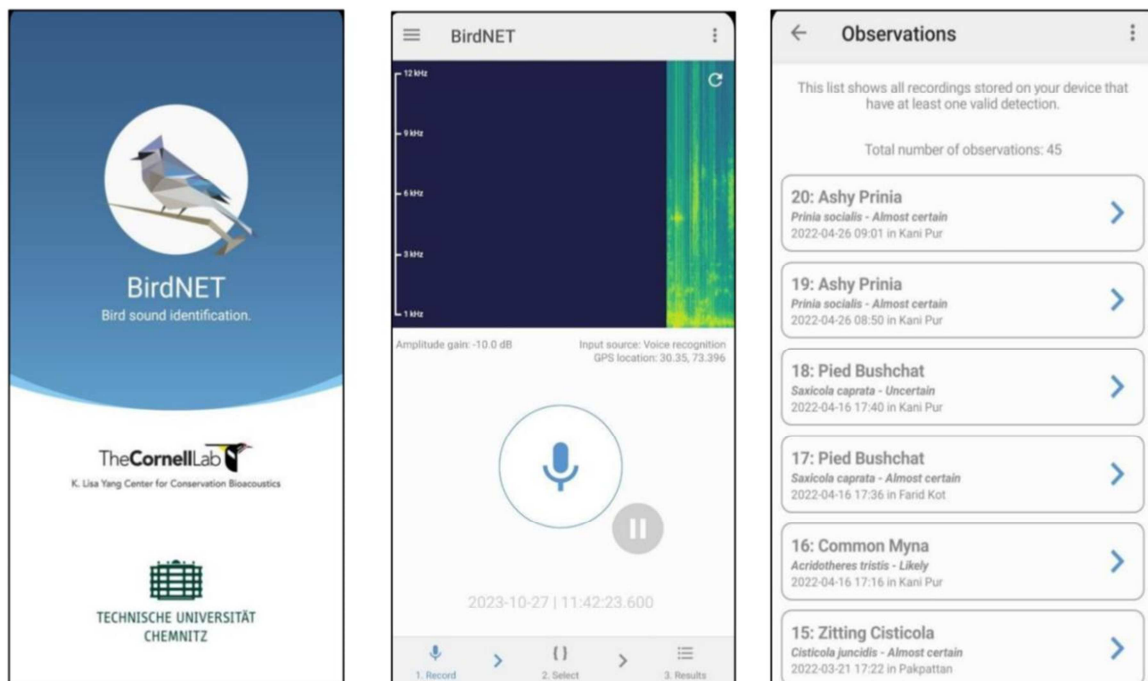 BirdNET
Bird sound identification.
TheCornellLab
K. Lisa Yang Center for Conservation Bioacoustics
TECHNISCHE UNIVERSITÄT
CHEMNITZ
BirdNET
12 kHz
9 kHz
6 kHz
3 kHz
1 kHz
Amplitude gain: -10.0 dB
Input source: Voice recognition
GPS location: 30.35, 73.396
2023-10-27 | 11:42:23.600
1. Record
2. Select
3. Results
Observations
This list shows all recordings stored on your device that
have at least one valid detection.
Total number of observations: 45
20: Ashy Prinia
Prinia socialis - Almost certain
2022-04-26 09:01 in Kani Pur
19: Ashy Prinia
Prinia socialis - Almost certain
2022-04-26 08:50 in Kani Pur
18: Pied Bushchat
Saxicola caprata - Uncertain
2022-04-16 17:40 in Kani Pur
17: Pied Bushchat
Saxicola caprata - Almost certain
2022-04-16 17:36 in Farid Kot
16: Common Myna
Acridotheres tristis - Likely
2022-04-16 17:16 in Kani Pur
15: Zitting Cisticola
Cisticola juncidis - Almost certain
2022-03-21 17:22 in Pakpattan